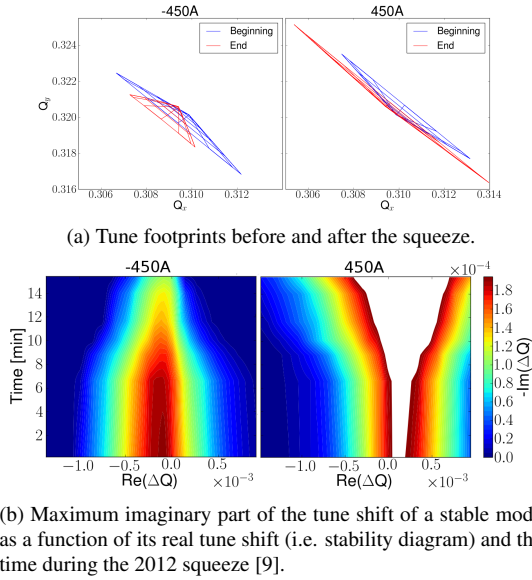 -450A
450A
Beginning
End
Beginning
End
0.324
0.322
0.320
0.318
0.316
Qy
0.306 0.308 0.310 0.312
0.306 0.308 0.310 0.312 0.314
Qx
Qx
(a) Tune footprints before and after the squeeze.
-450A
450A
×10⁻⁴
14
12
10
8
6
4
2
Time [min]
1.8
1.6
1.4
1.2
1.0
0.8
0.6
0.4
0.2
0.0
-Im(ΔQ)
−1.0 −0.5 0.0 0.5
−1.0 −0.5 0.0 0.5
Re(ΔQ) ×10⁻³
Re(ΔQ) ×10⁻³
(b) Maximum imaginary part of the tune shift of a stable mod
as a function of its real tune shift (i.e. stability diagram) and th
time during the 2012 squeeze [9].